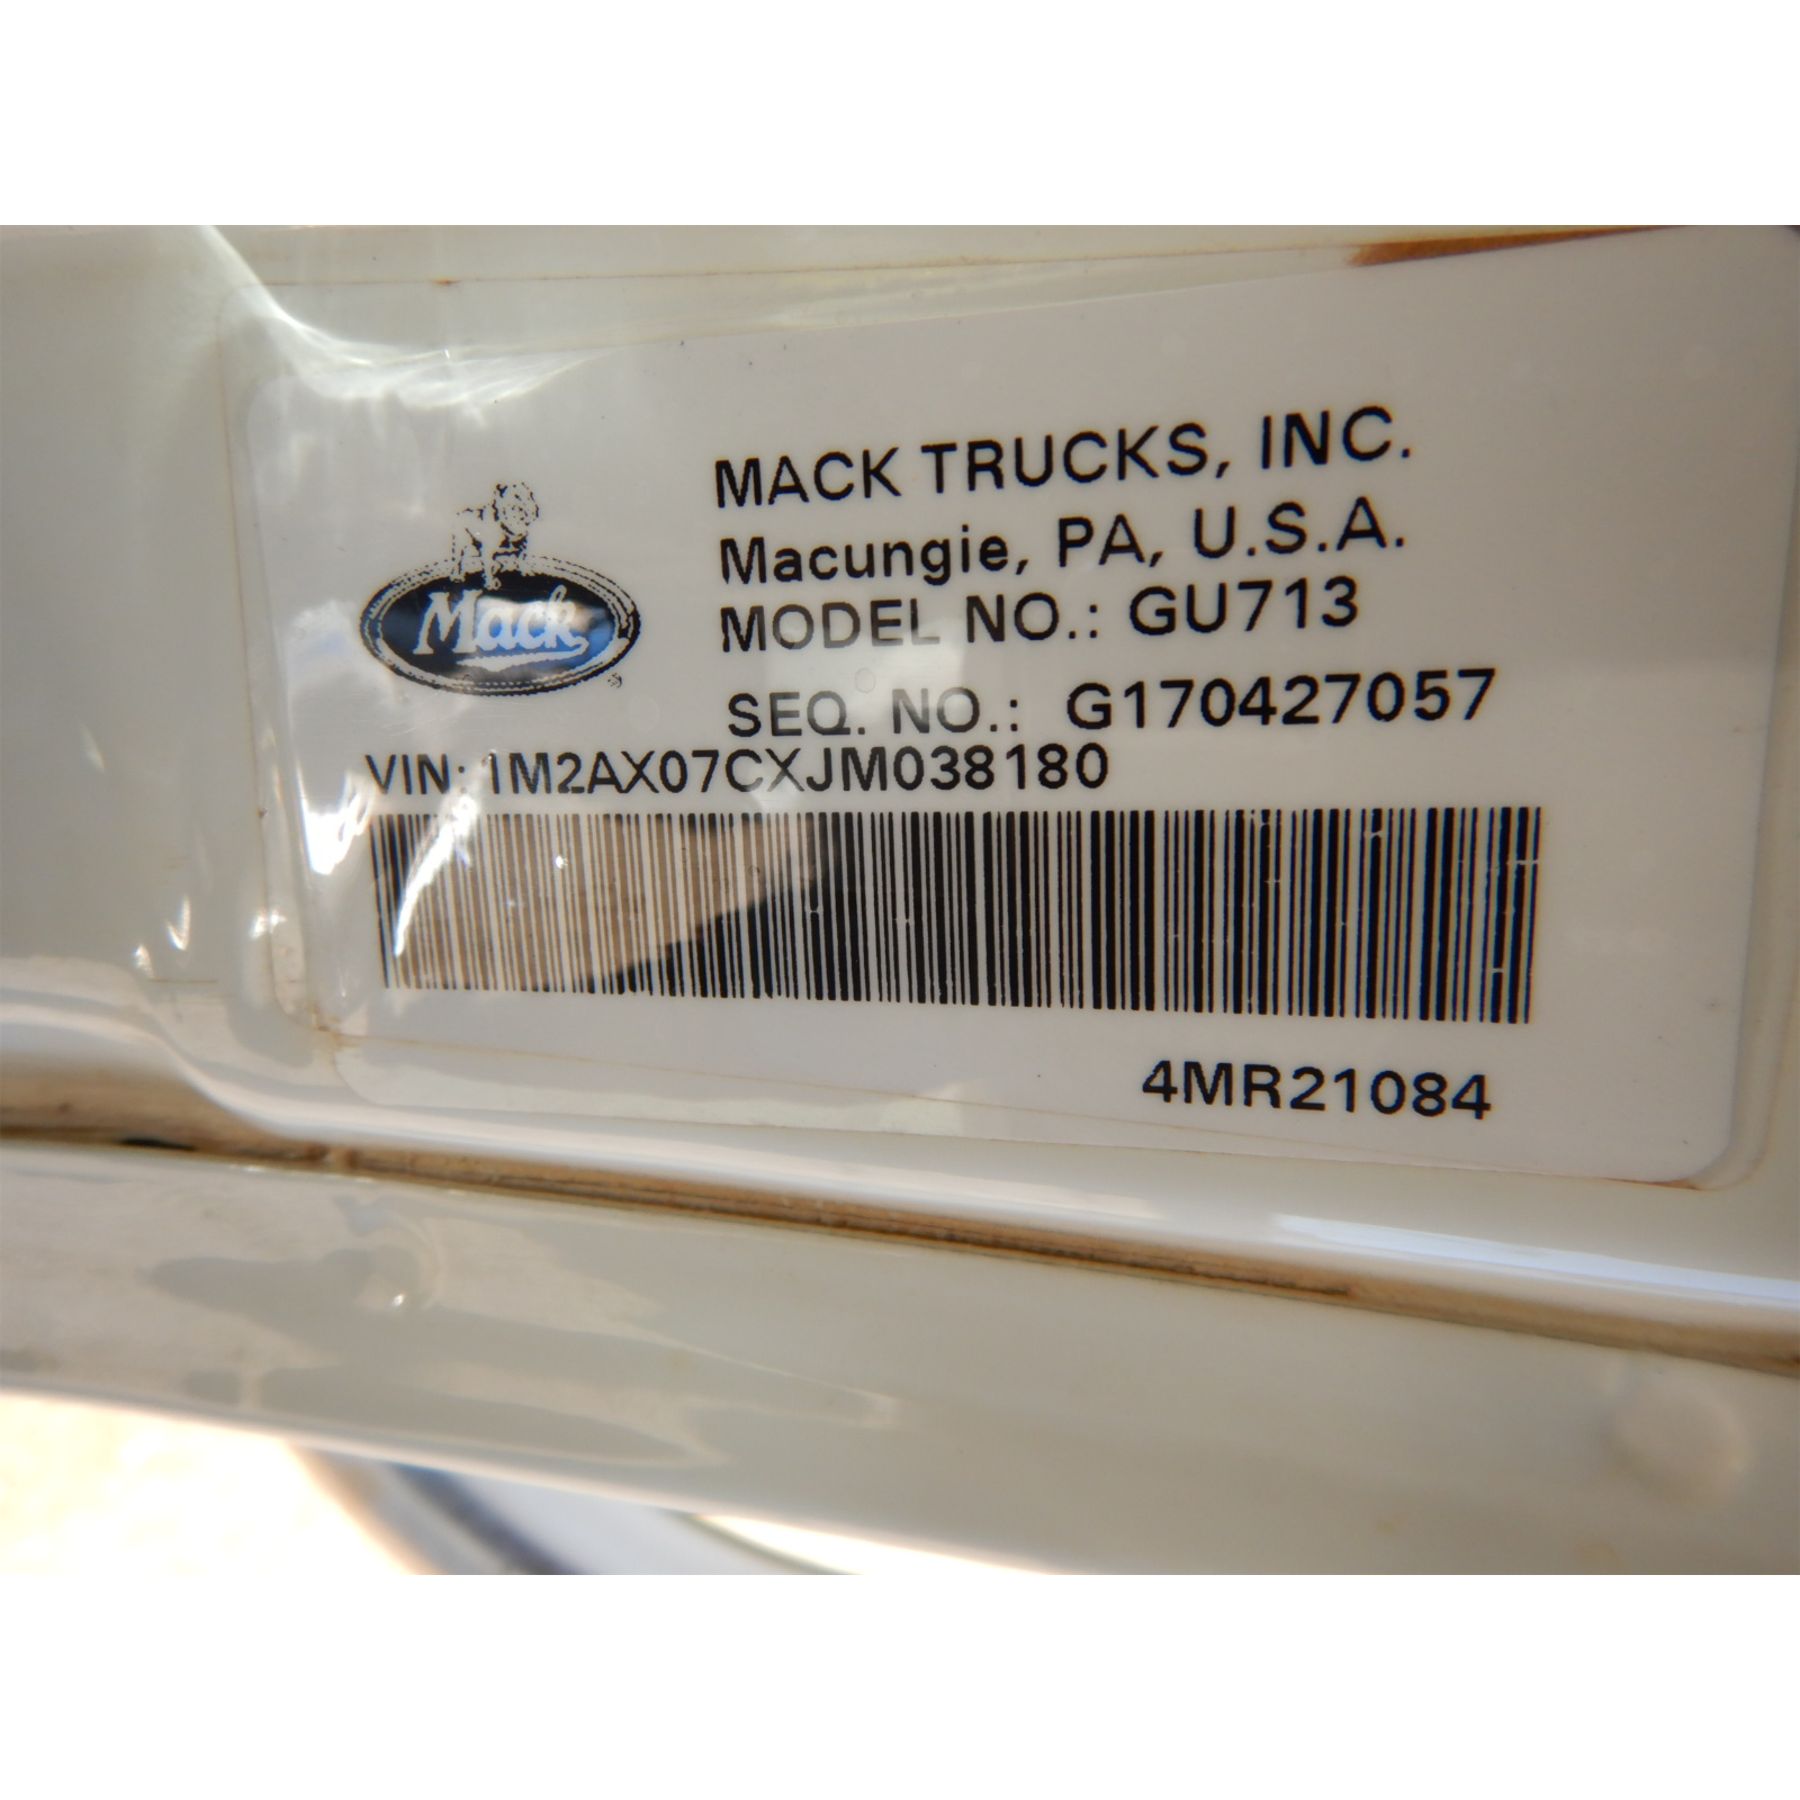 MACK TRUCKS, INC.
Macungie, PA, U.S.A.
Mack
MODEL NO.: GU713
SEQ. NO.: G170427057
VIN: 1M2AX07CXJM038180
4MR21084